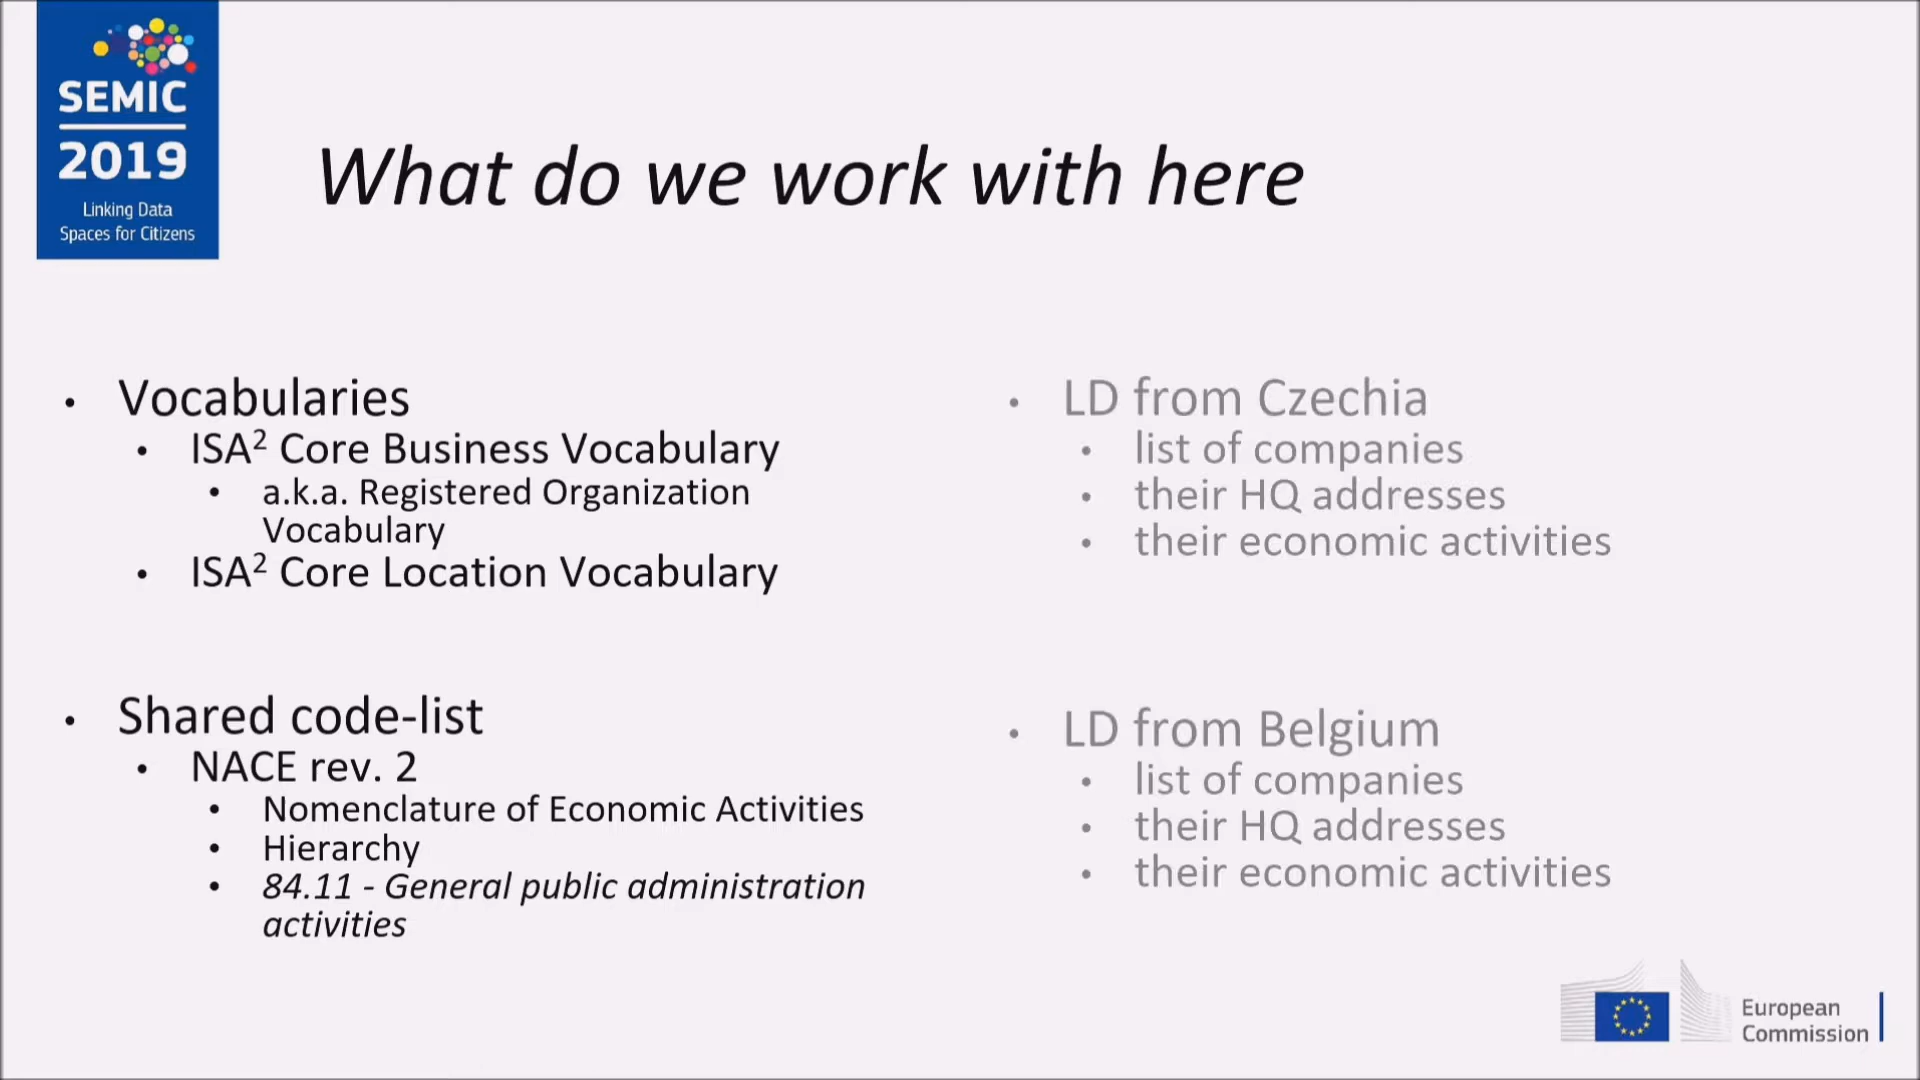 SEMIC
2019
Linking Data
Spaces for Citizens
What do we work with here
• Vocabularies
• ISA² Core Business Vocabulary
• a.k.a. Registered Organization
Vocabulary
• ISA² Core Location Vocabulary
• Shared code-list
• NACE rev. 2
• Nomenclature of Economic Activities
• Hierarchy
• 84.11 - General public administration
activities
• LD from Czechia
• list of companies
• their HQ addresses
• their economic activities
• LD from Belgium
• list of companies
• their HQ addresses
• their economic activities
European
Commission